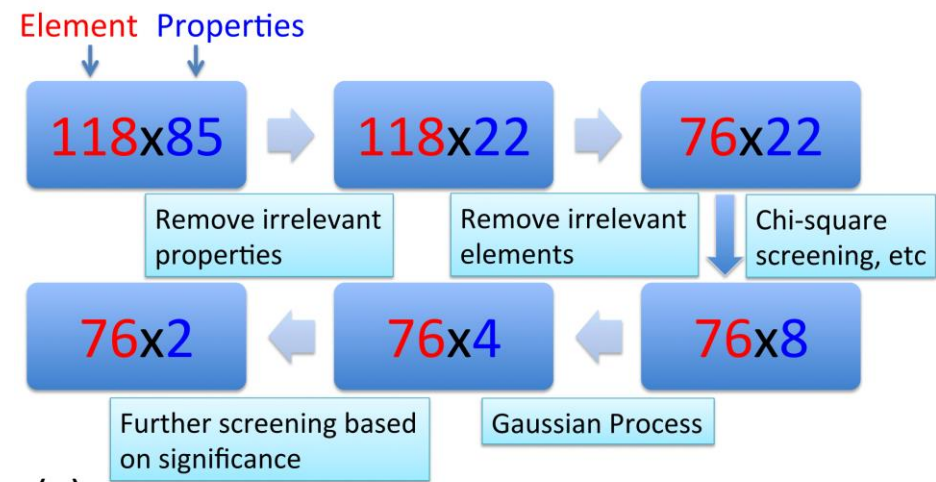 Element Properties
118x85
118x22
76x22
Remove irrelevant
properties
Remove irrelevant
elements
Chi-square
screening, etc
76x2
76x4
76x8
Further screening based
on significance
Gaussian Process